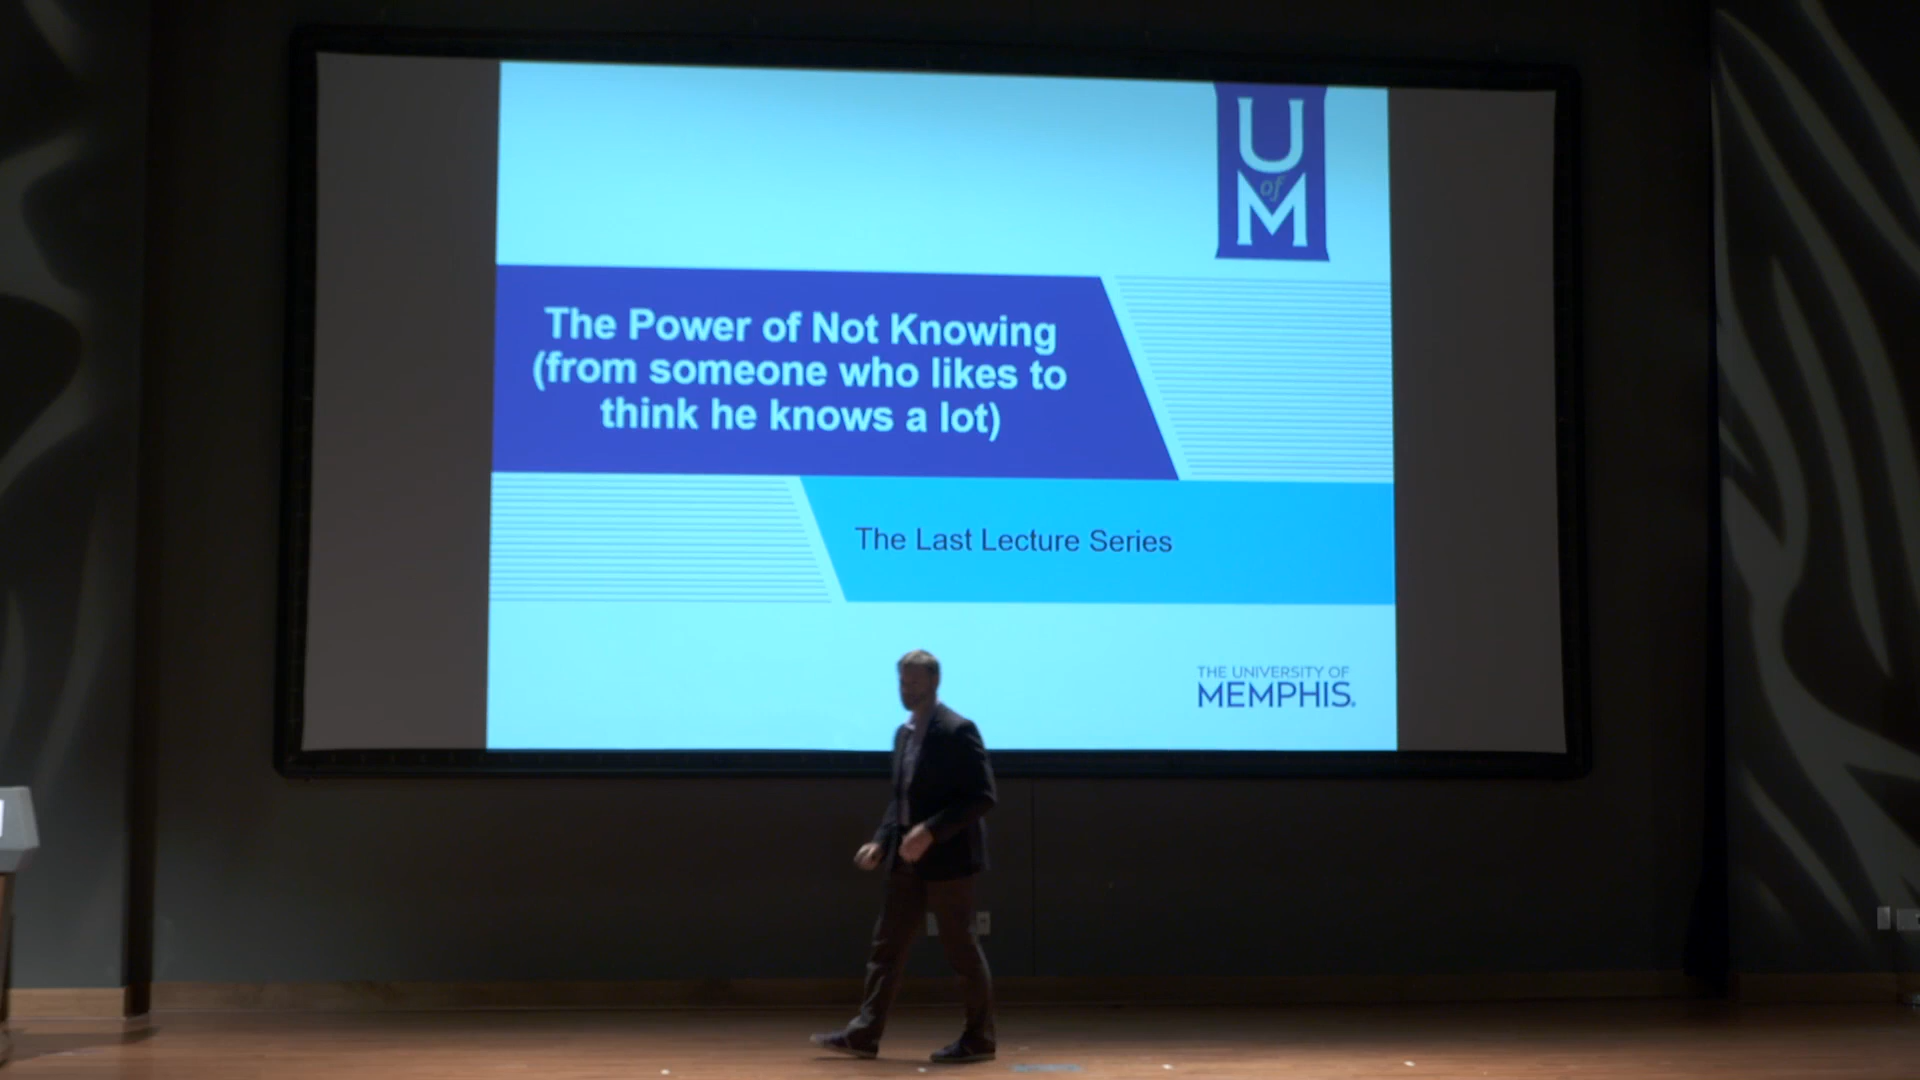 U
of
M
The Power of Not Knowing
(from someone who likes to
think he knows a lot)
The Last Lecture Series
THE UNIVERSITY OF
MEMPHIS.